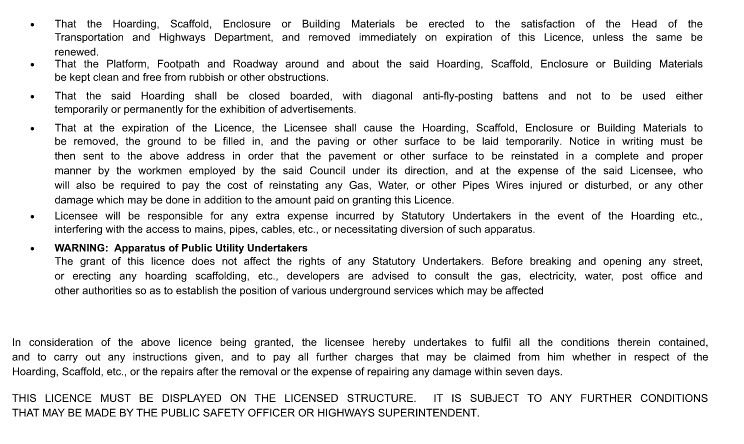 • That the Hoarding, Scaffold, Enclosure or Building Materials be erected to the satisfaction of the Head of the
Transportation and Highways Department, and removed immediately on expiration of this Licence, unless the same be
renewed.
• That the Platform, Footpath and Roadway around and about the said Hoarding, Scaffold, Enclosure or Building Materials
be kept clean and free from rubbish or other obstructions.
• That the said Hoarding shall be closed boarded, with diagonal anti-fly-posting battens and not to be used either
temporarily or permanently for the exhibition of advertisements.
• That at the expiration of the Licence, the Licensee shall cause the Hoarding, Scaffold, Enclosure or Building Materials to
be removed, the ground to be filled in, and the paving or other surface to be laid temporarily. Notice in writing must be
then sent to the above address in order that the pavement or other surface to be reinstated in a complete and proper
manner by the workmen employed by the said Council under its direction, and at the expense of the said Licensee, who
will also be required to pay the cost of reinstating any Gas, Water, or other Pipes Wires injured or disturbed, or any other
damage which may be done in addition to the amount paid on granting this Licence.
• Licensee will be responsible for any extra expense incurred by Statutory Undertakers in the event of the Hoarding etc.,
interfering with the access to mains, pipes, cables, etc., or necessitating diversion of such apparatus.
• WARNING: Apparatus of Public Utility Undertakers
The grant of this licence does not affect the rights of any Statutory Undertakers. Before breaking and opening any street,
or erecting any hoarding scaffolding, etc., developers are advised to consult the gas, electricity, water, post office and
other authorities so as to establish the position of various underground services which may be affected
In consideration of the above licence being granted, the licensee hereby undertakes to fulfil all the conditions therein contained,
and to carry out any instructions given, and to pay all further charges that may be claimed from him whether in respect of the
Hoarding, Scaffold, etc., or the repairs after the removal or the expense of repairing any damage within seven days.
THIS LICENCE MUST BE DISPLAYED ON THE LICENSED STRUCTURE. IT IS SUBJECT TO ANY FURTHER CONDITIONS
THAT MAY BE MADE BY THE PUBLIC SAFETY OFFICER OR HIGHWAYS SUPERINTENDENT.